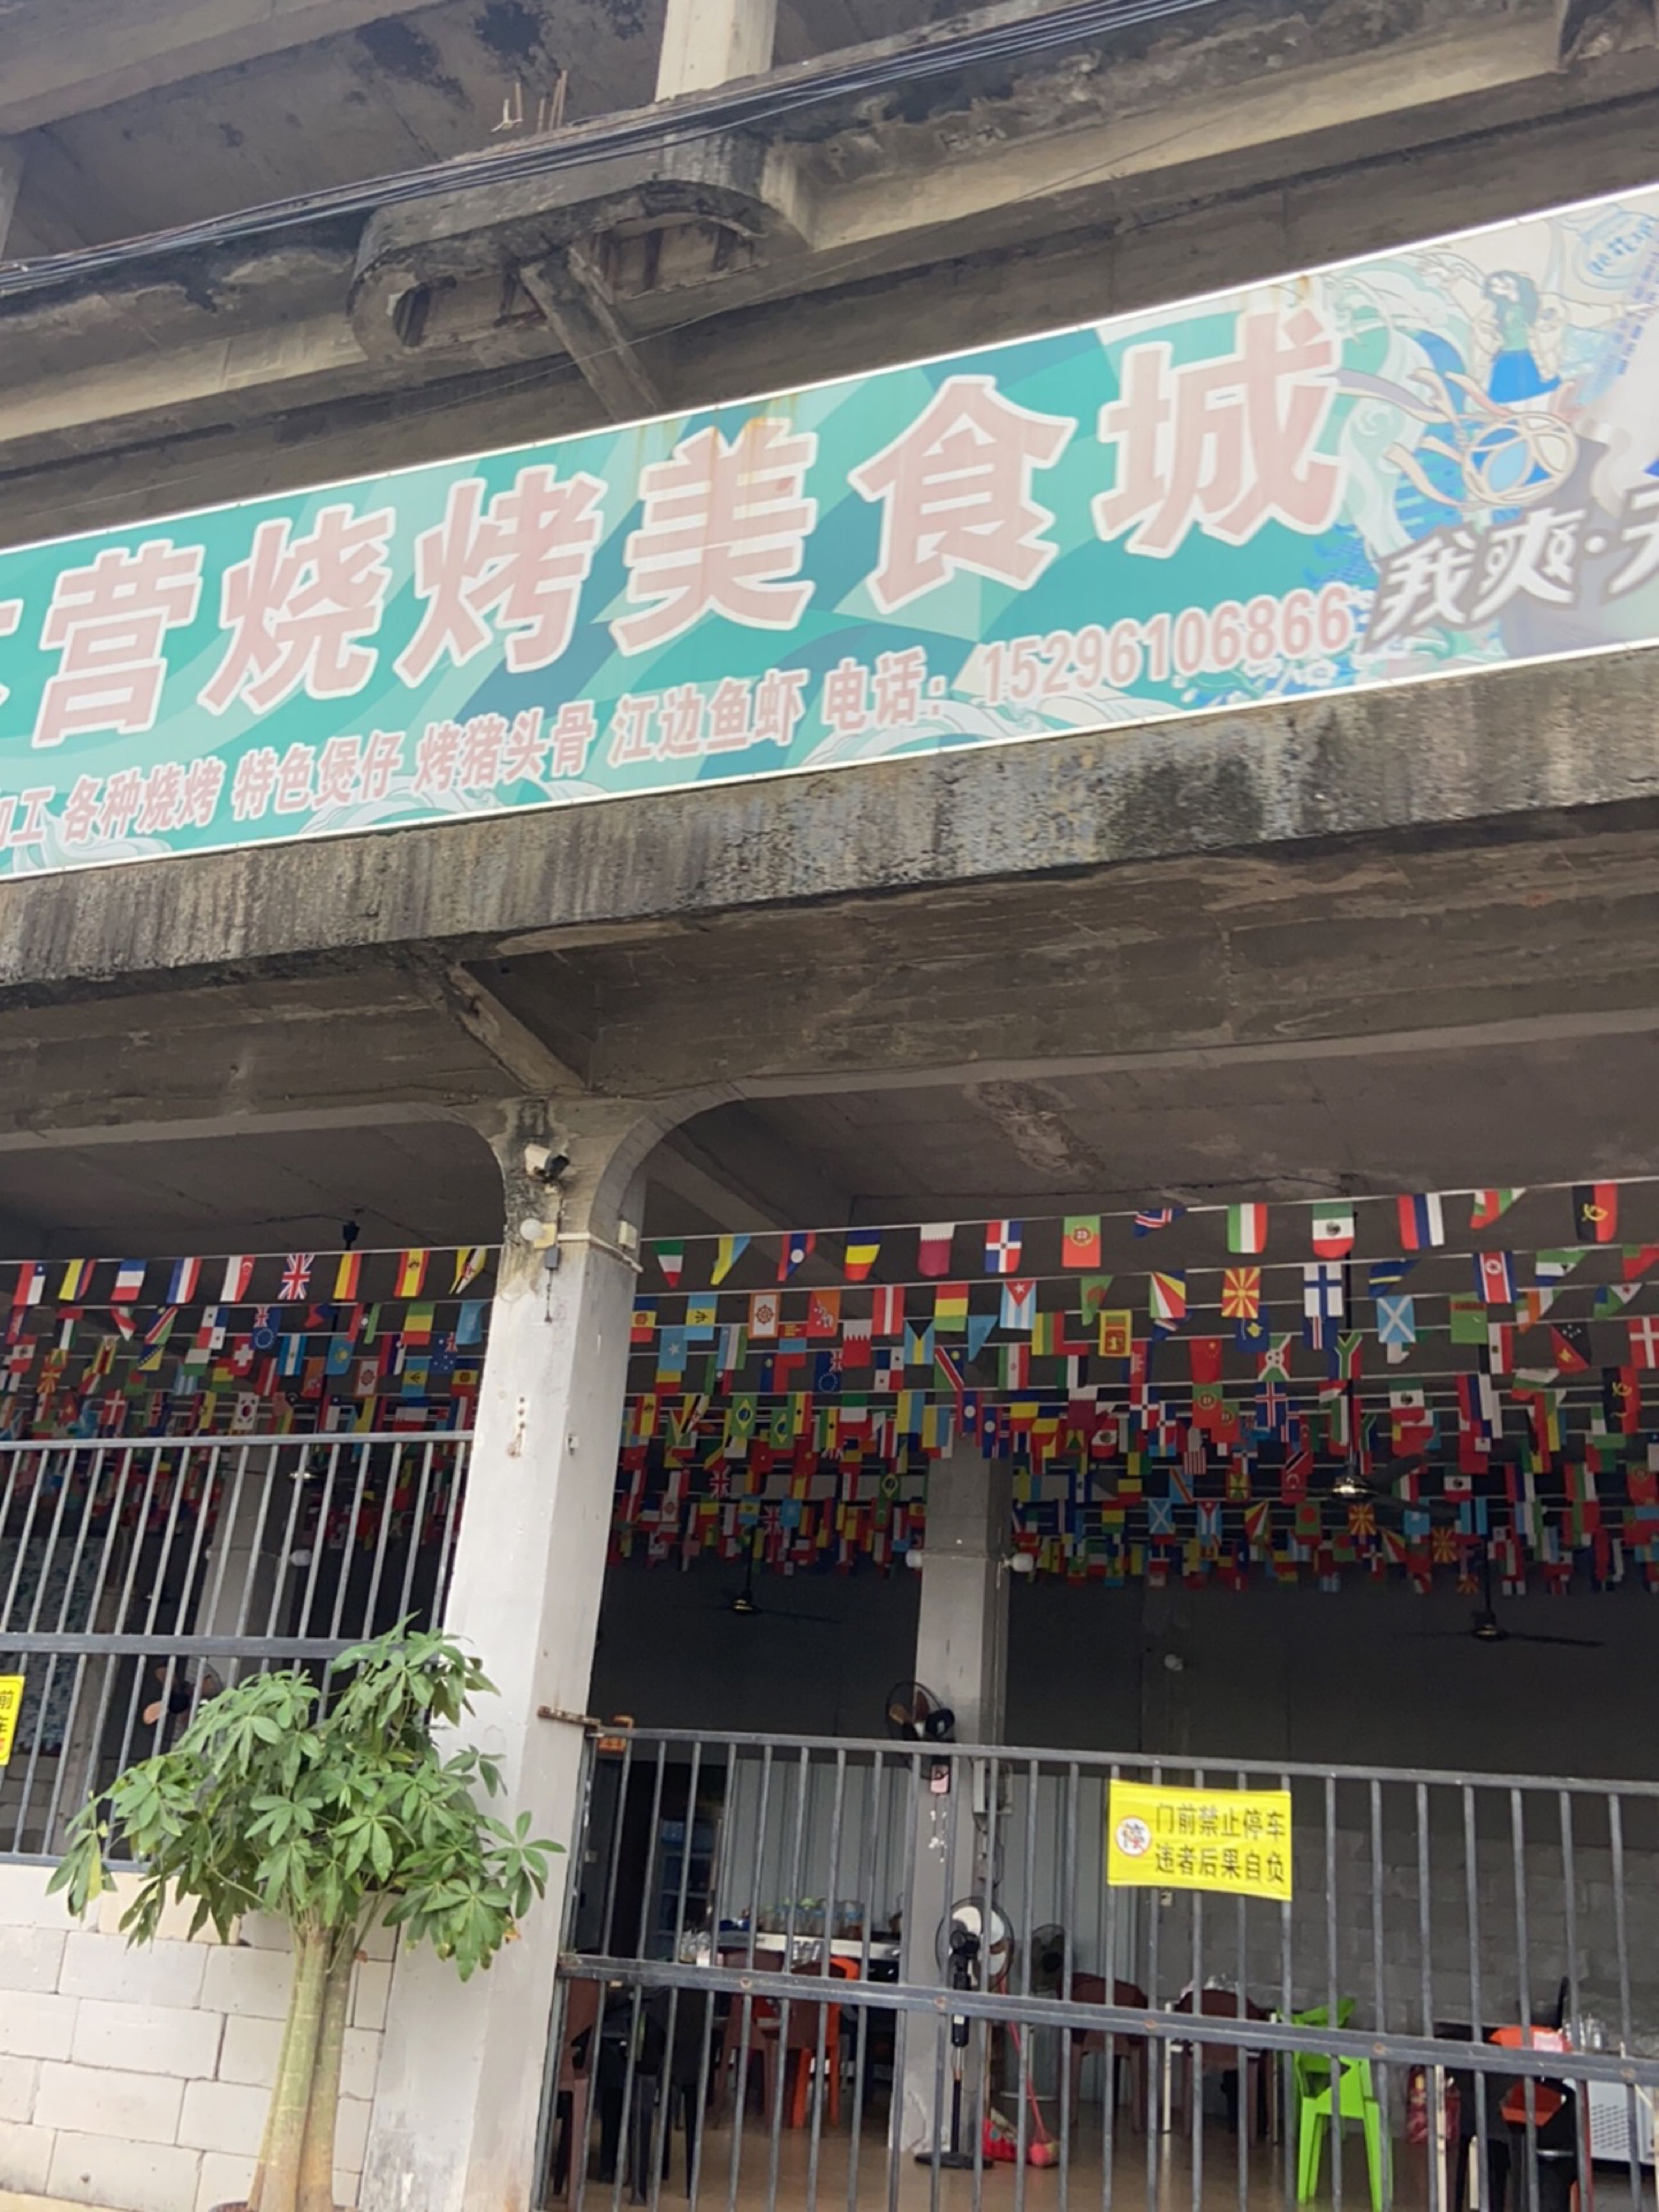 营烧烤美食城
加工 各种烧烤 特色煲仔 烤猪头骨 江边鱼虾 电话：15296106866
我爽·
门前禁止停车
违者后果自负
前